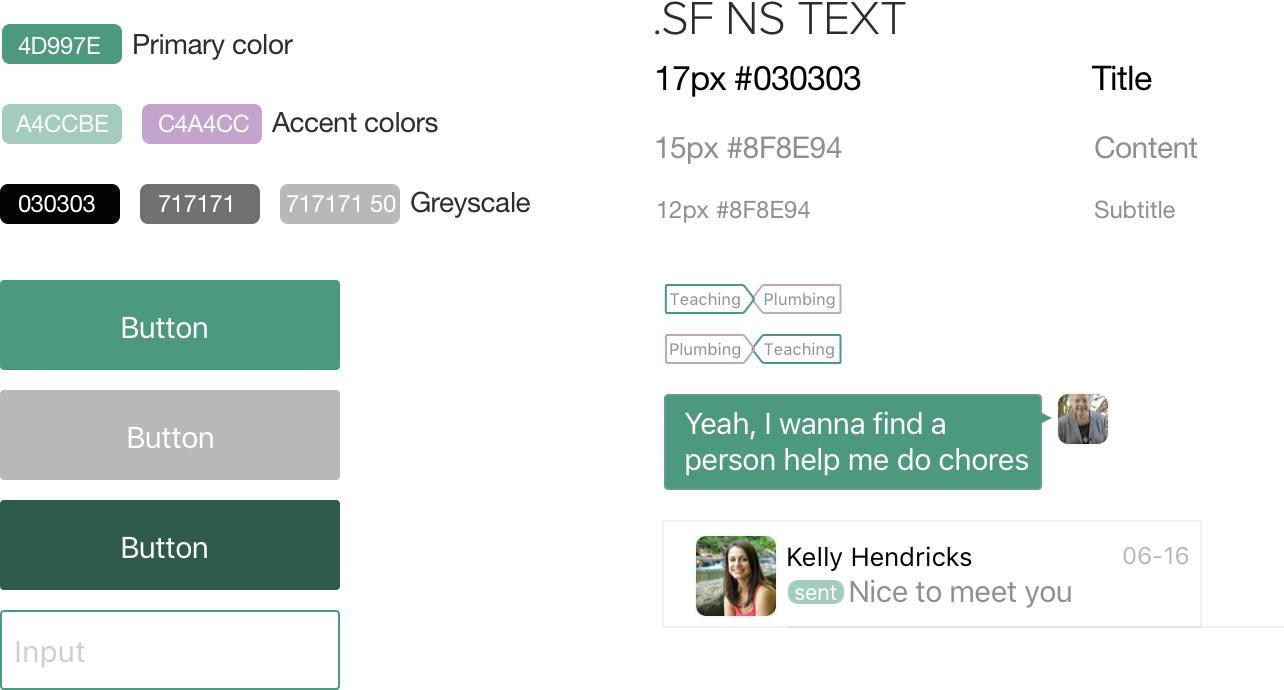 4D997E Primary color
A4CCBE C4A4CC Accent colors
030303 717171 717171 50 Greyscale
Button
Button
Button
Input
.SF NS TEXT
17px #030303 Title
15px #8F8E94 Content
12px #8F8E94 Subtitle
Teaching Plumbing
Plumbing Teaching
Yeah, I wanna find a
person help me do chores
Kelly Hendricks 06-16
sent Nice to meet you